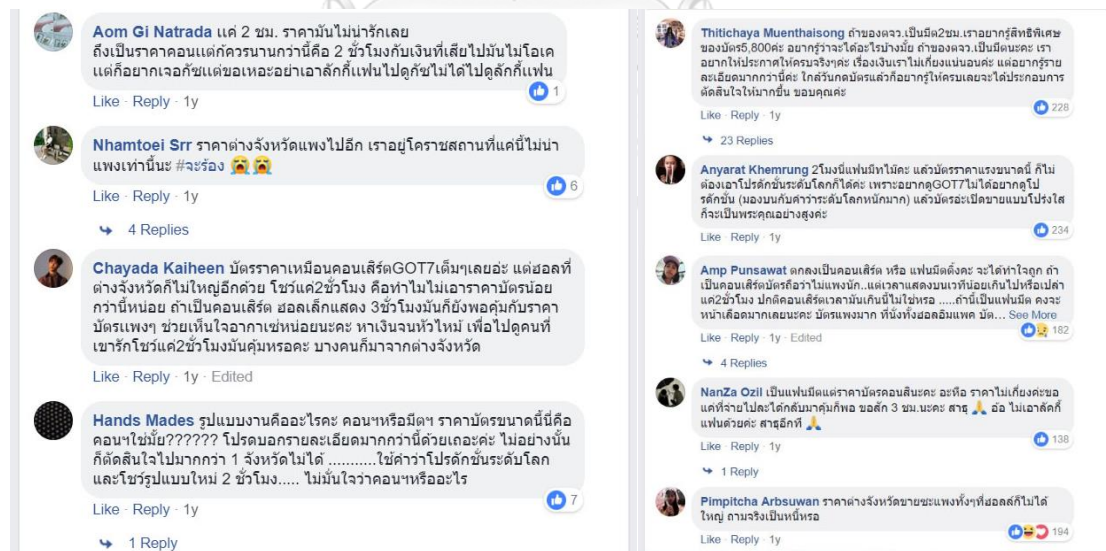 Aom Gi Natrada แค่ 2 ชม. ราคามันไม่น่ารักเลย
ถึงเป็นราคาคอนแต่ก็ควรนานกว่านี้คือ 2 ชั่วโมงกับเงินที่เสียไปมันไม่โอเค
แต่ก็อยากเจอกัซแต่ขอเหอะอย่าเอาลักกี้แฟนไปดูกัซไม่ได้ไปดูลักกี้แฟน
1
Like · Reply · 1y
Nhamtoei Srr ราคาต่างจังหวัดแพงไปอีก เราอยู่โคราชสถานที่แค่นี้ไม่น่า
แพงเท่านี้นะ #จะร้อง 😭😭
6
Like · Reply · 1y
4 Replies
Chayada Kaiheen บัตรราคาเหมือนคอนเสิร์ตGOT7เต็มๆเลยอ่ะ แต่ฮอลที่
ต่างจังหวัดก็ไม่ใหญ่อีกด้วย โชว์แค่2ชั่วโมง คือทำไมไม่เอาราคาบัตรน้อย
กว่านี้หน่อย ถ้าเป็นคอนเสิร์ต ฮอลเล็กแสดง 3ชั่วโมงมันก็ยังพอคุ้มกับราคา
บัตรแพงๆ ช่วยเห็นใจอากาเซ่หน่อยนะคะ หาเงินจนหัวไหม้ เพื่อไปดูคนที่
เขารักโชว์แค่2ชั่วโมงมันคุ้มหรอคะ บางคนก็มาจากต่างจังหวัด
Like · Reply · 1y · Edited
Hands Mades รูปแบบงานคืออะไรคะ คอนฯหรือมีตฯ ราคาบัตรขนาดนี้นี่คือ
คอนฯใช่มั้ย?????? โปรดบอกรายละเอียดมากกว่านี้ด้วยเถอะค่ะ ไม่อย่างนั้น
ก็ตัดสินใจไปมากกว่า 1 จังหวัดไม่ได้ ...........ใช้คำว่าโปรดักชั่นระดับโลก
และโชว์รูปแบบใหม่ 2 ชั่วโมง..... ไม่มั่นใจว่าคอนฯหรืออะไร
7
Like · Reply · 1y
1 Reply
Thitichaya Muenthaisong ถ้าของตจว.เป็นมีต2ชม.เราอยากรู้สิทธิพิเศษ
ของบัตร5,800ค่ะ อยากรู้ว่าจะได้อะไรบ้างมั้ย ถ้าของตจว.เป็นมีตนะคะ เรา
อยากให้ประกาศให้ครบจริงๆค่ะ เรื่องเงินเราไม่เกี่ยงแน่นอนค่ะ แต่อยากรู้ราย
ละเอียดมากกว่านี้ค่ะ ใกล้วันกดบัตรแล้วก็อยากรู้ให้ครบเลยจะได้ประกอบการ
ตัดสินใจให้มากขึ้น ขอบคุณค่ะ
228
Like · Reply · 1y
23 Replies
Anyarat Khemrung 2โมงนี่แฟนมีทไม๊คะ แล้วบัตรราคาแรงขนาดนี้ ก็ไม่
ต้องเอาโปรดักชั่นระดับโลกก็ได้ค่ะ เพราะอยากดูGOT7ไม่ได้อยากดูโป
รดักชั่น (มองบนกับคำว่าระดับโลกหนักมาก) แล้วบัตรอ่ะเปิดขายแบบโปร่งใส
ก็จะเป็นพระคุณอย่างสูงค่ะ
234
Like · Reply · 1y
Amp Punsawat ตกลงเป็นคอนเสิร์ต หรือ แฟนมีตติ้งคะ จะได้ทำใจถูก ถ้า
เป็นคอนเสิร์ตบัตรถือว่าไม่แพงนัก..แต่เวลาแสดงบนเวทีน้อยเกินไปหรือเปล่า
แค่2ชั่วโมง ปกติคอนเสิร์ตเวลามันเกินนี้ไม่ใช่หรอ .....ถ้านี่เป็นแฟนมีต คงจะ
หน้าเลือดมากเลยนะคะ บัตรแพงมาก ที่นั่งทั้งฮอลอิมแพค บัต... See More
182
Like · Reply · 1y · Edited
4 Replies
NanZa Ozil เป็นแฟนมีตแต่ราคาบัตรคอนสินะคะ อะหือ ราคาไม่เกี่ยงค่ะขอ
แค่ที่จ่ายไปละได้กลับมาคุ้มก็พอ ขอสัก 3 ชม.นะคะ สาธุ 🙏 อ้อ ไม่เอาลัคกี้
แฟนด้วยค่ะ สาธุอีกที 🙏
138
Like · Reply · 1y
1 Reply
Pimpitcha Arbsuwan ราคาต่างจังหวัดขายซะแพงทั้งๆที่ฮอลล์ก็ไม่ได้
ใหญ่ ถามจริงเป็นหนี้หรอ
194
Like · Reply · 1y